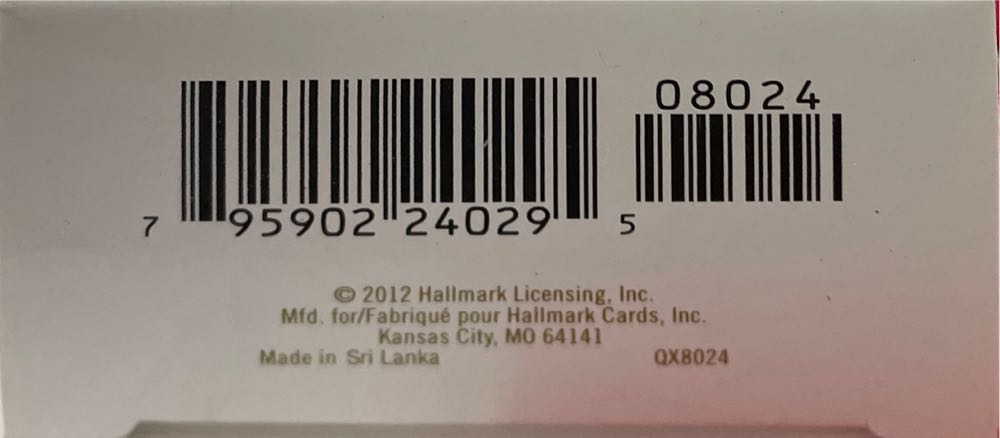 08024
7 95902 24029 5
© 2012 Hallmark Licensing, Inc.
Mfd. for/Fabriqué pour Hallmark Cards, Inc.
Kansas City, MO 64141
Made in Sri Lanka QX8024